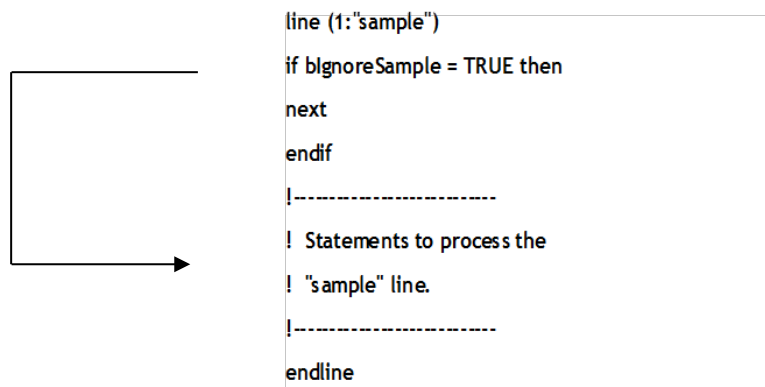 line (1:"sample")
if bIgnoreSample = TRUE then
next
endif
!-----------------------------
! Statements to process the
! "sample" line.
!-----------------------------
endline